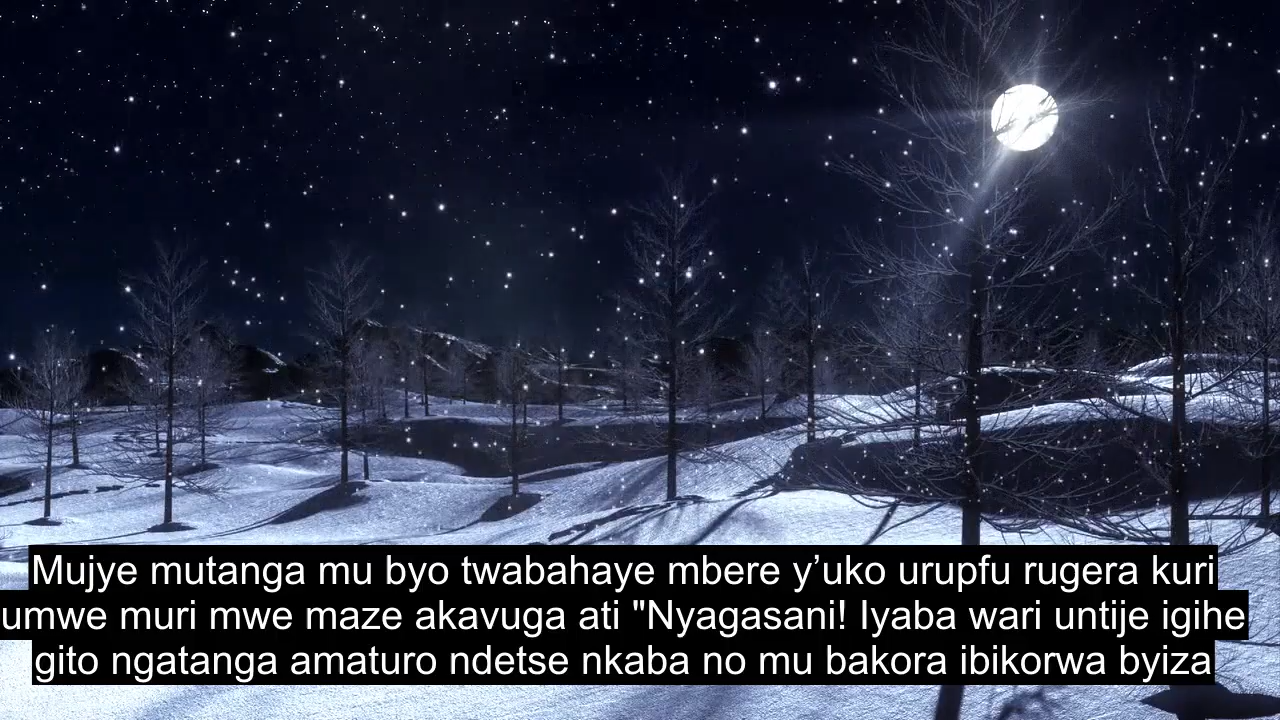 Mujye mutanga mu byo twabahaye mbere y’uko urupfu rugera kuri
umwe muri mwe maze akavuga ati "Nyagasani! Iyaba wari untije igihe
gito ngatanga amaturo ndetse nkaba no mu bakora ibikorwa byiza